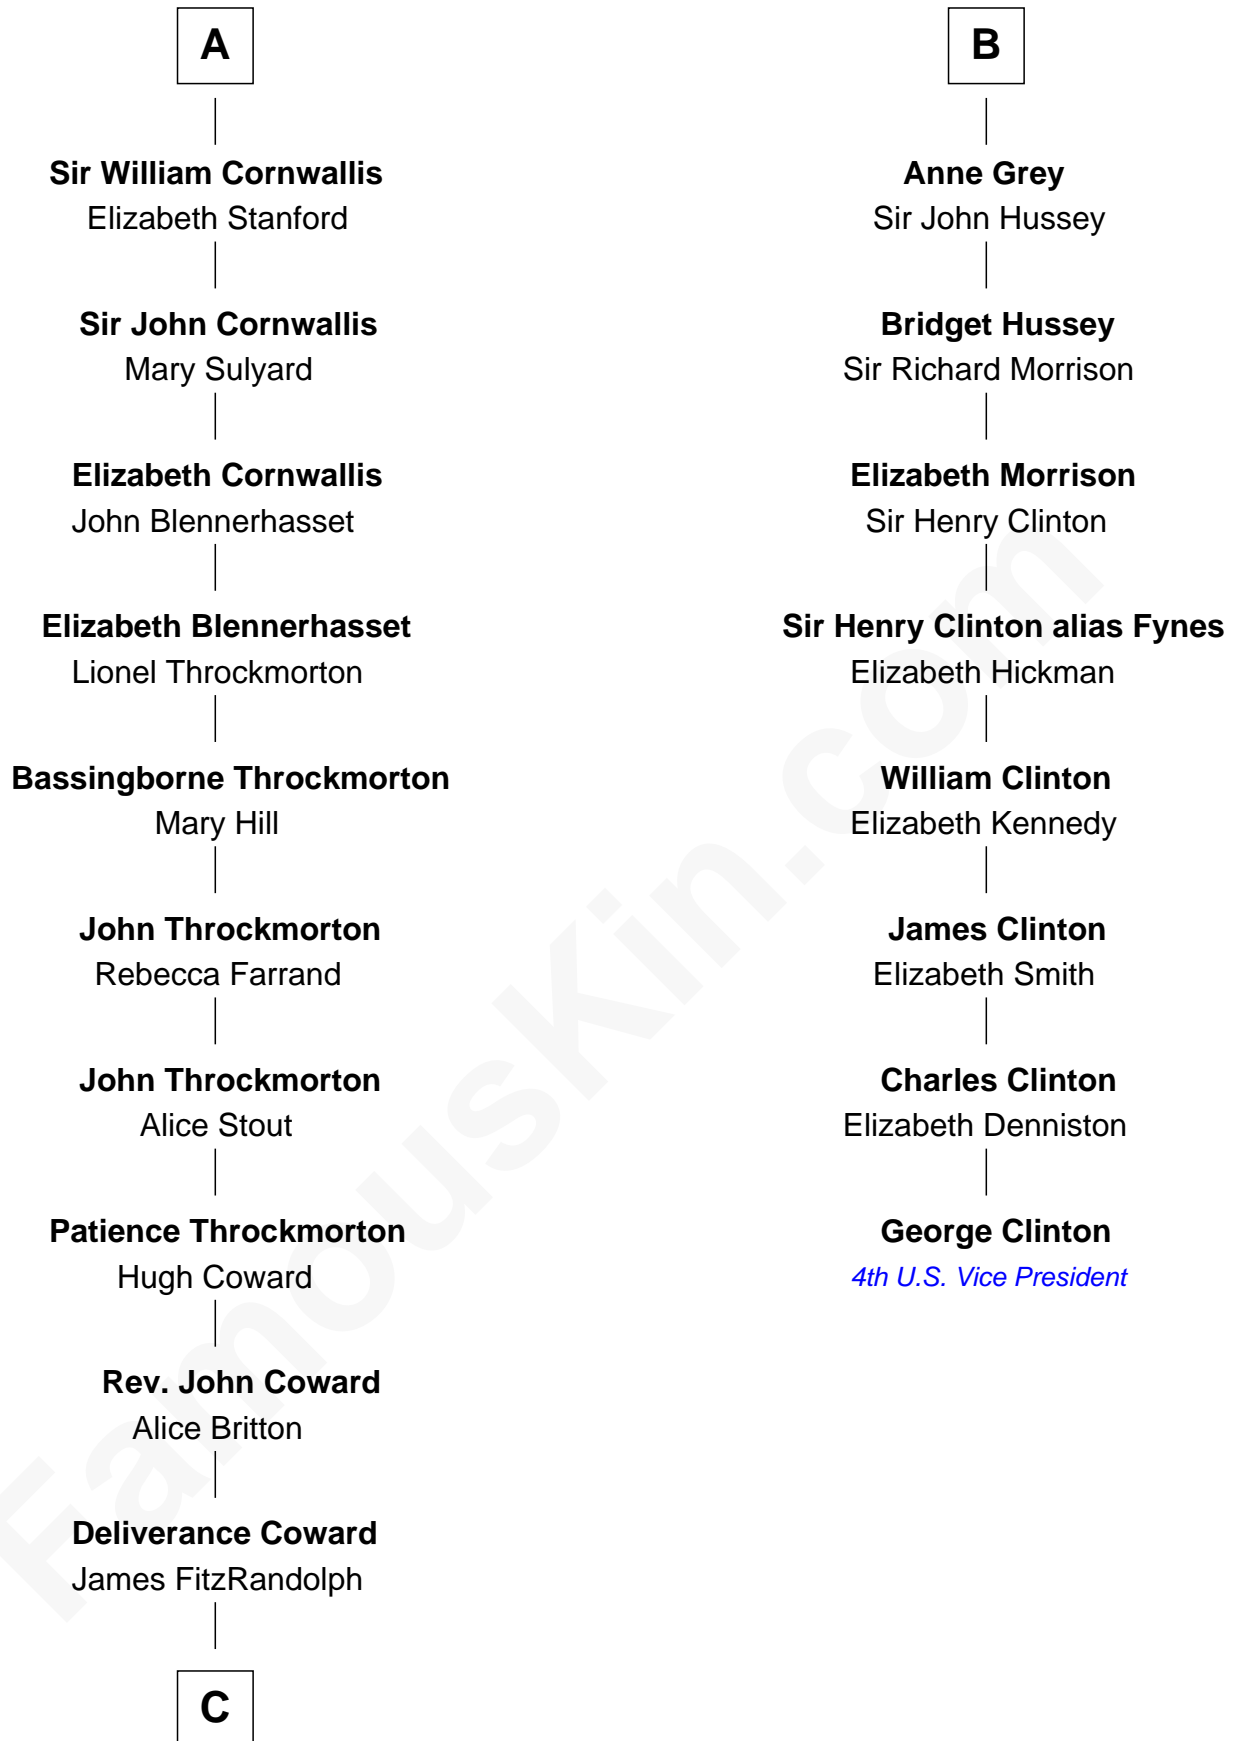 A
Sir William Cornwallis
Elizabeth Stanford
Sir John Cornwallis
Mary Sulyard
Elizabeth Cornwallis
John Blennerhasset
Elizabeth Blennerhasset
Lionel Throckmorton
Bassingborne Throckmorton
Mary Hill
John Throckmorton
Rebecca Farrand
John Throckmorton
Alice Stout
Patience Throckmorton
Hugh Coward
Rev. John Coward
Alice Britton
Deliverance Coward
James FitzRandolph
C
B
Anne Grey
Sir John Hussey
Bridget Hussey
Sir Richard Morrison
Elizabeth Morrison
Sir Henry Clinton
Sir Henry Clinton alias Fynes
Elizabeth Hickman
William Clinton
Elizabeth Kennedy
James Clinton
Elizabeth Smith
Charles Clinton
Elizabeth Denniston
George Clinton
4th U.S. Vice President
FamousKin.com